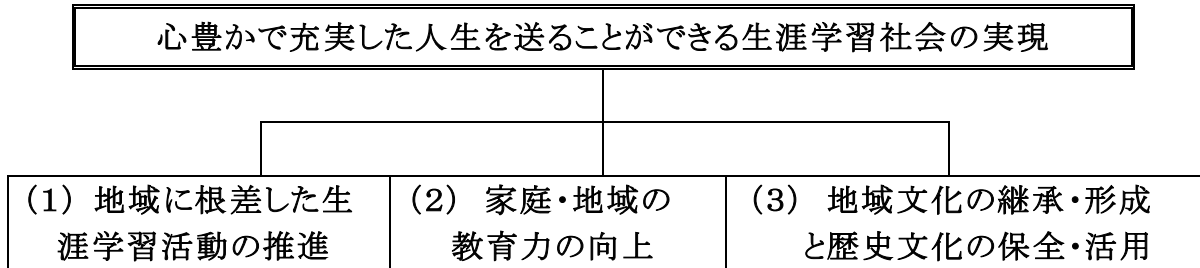 心豊かで充実した人生を送ることができる生涯学習社会の実現
（1） 地域に根差した生
涯学習活動の推進
（2） 家庭・地域の
教育力の向上
（3） 地域文化の継承・形成
と歴史文化の保全・活用